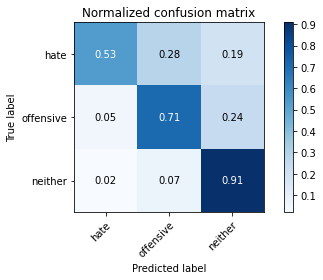 Normalized confusion matrix
True label
hate
0.53 0.28 0.19
offensive
0.05 0.71 0.24
neither
0.02 0.07 0.91
hate
offensive
neither
Predicted label
0.9
0.8
0.7
0.6
0.5
0.4
0.3
0.2
0.1